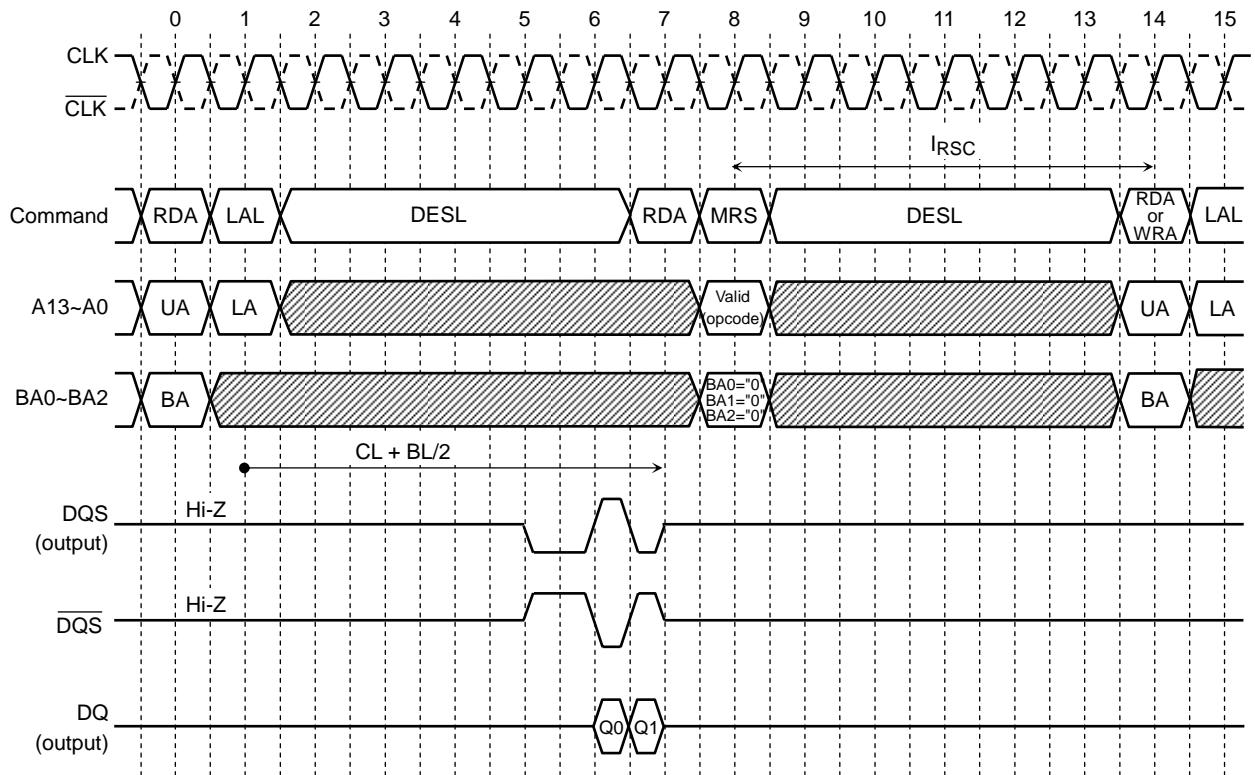 0 1 2 3 4 5 6 7 8 9 10 11 12 13 14 15
CLK
CLK
IRSC
Command
RDA
LAL
DESL
RDA
MRS
DESL
RDA
or
WRA
LAL
A13~A0
UA
LA
Valid
(opcode)
UA
LA
BA0~BA2
BA
BA0="0"
BA1="0"
BA2="0"
BA
CL + BL/2
DQS
(output)
Hi-Z
DQS
Hi-Z
DQ
(output)
Q0
Q1